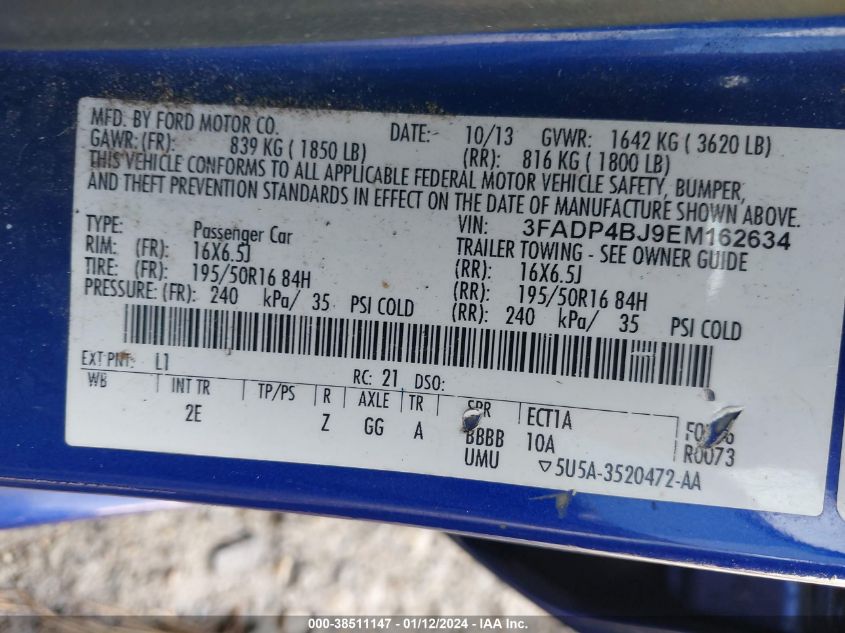 MFD. BY FORD MOTOR CO. DATE: 10/13 GVWR: 1642 KG ( 3620 LB)
GAWR: (FR): 839 KG ( 1850 LB) (RR): 816 KG ( 1800 LB)
THIS VEHICLE CONFORMS TO ALL APPLICABLE FEDERAL MOTOR VEHICLE SAFETY, BUMPER,
AND THEFT PREVENTION STANDARDS IN EFFECT ON THE DATE OF MANUFACTURE SHOWN ABOVE.
VIN: 3FADP4BJ9EM162634
TYPE: Passenger Car TRAILER TOWING - SEE OWNER GUIDE
RIM: (FR): 16X6.5J (RR): 16X6.5J
TIRE: (FR): 195/50R16 84H (RR): 195/50R16 84H
PRESSURE: (FR): 240 kPa/ 35 PSI COLD (RR): 240 kPa/ 35 PSI COLD
EXT PNT: L1 RC: 21 DSO:
WB INT TR TP/PS R AXLE TR SPR ECT1A
2E Z GG A BBBB 10A R0073
UMU ▽5U5A-3520472-AA
000-38511147 - 01/12/2024 - IAA Inc.